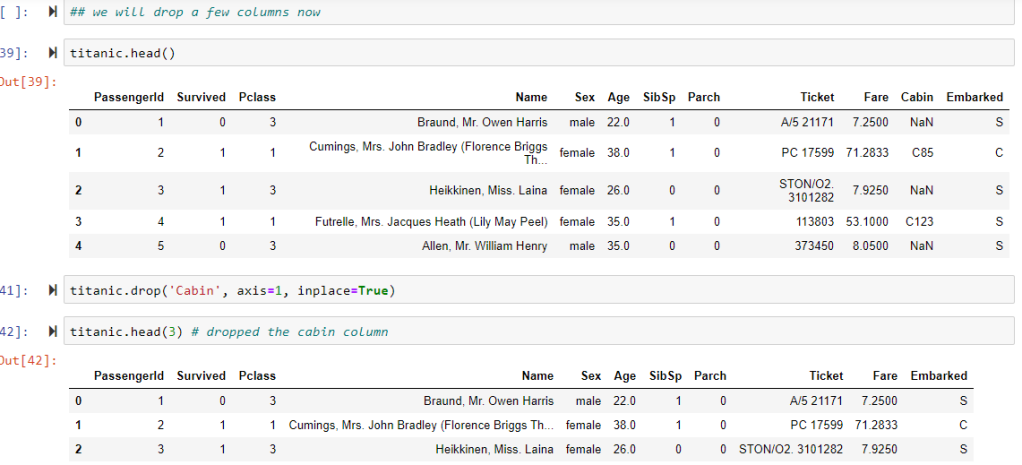 [ ]: ## we will drop a few columns now
39]: titanic.head()
Out[39]:
PassengerId Survived Pclass Name Sex Age SibSp Parch Ticket Fare Cabin Embarked
0 1 0 3 Braund, Mr. Owen Harris male 22.0 1 0 A/5 21171 7.2500 NaN S
1 2 1 1 Cumings, Mrs. John Bradley (Florence Briggs Th... female 38.0 1 0 PC 17599 71.2833 C85 C
2 3 1 3 Heikkinen, Miss. Laina female 26.0 0 0 STON/O2. 3101282 7.9250 NaN S
3 4 1 1 Futrelle, Mrs. Jacques Heath (Lily May Peel) female 35.0 1 0 113803 53.1000 C123 S
4 5 0 3 Allen, Mr. William Henry male 35.0 0 0 373450 8.0500 NaN S
41]: titanic.drop('Cabin', axis=1, inplace=True)
42]: titanic.head(3) # dropped the cabin column
Out[42]:
PassengerId Survived Pclass Name Sex Age SibSp Parch Ticket Fare Embarked
0 1 0 3 Braund, Mr. Owen Harris male 22.0 1 0 A/5 21171 7.2500 S
1 2 1 1 Cumings, Mrs. John Bradley (Florence Briggs Th... female 38.0 1 0 PC 17599 71.2833 C
2 3 1 3 Heikkinen, Miss. Laina female 26.0 0 0 STON/O2. 3101282 7.9250 S